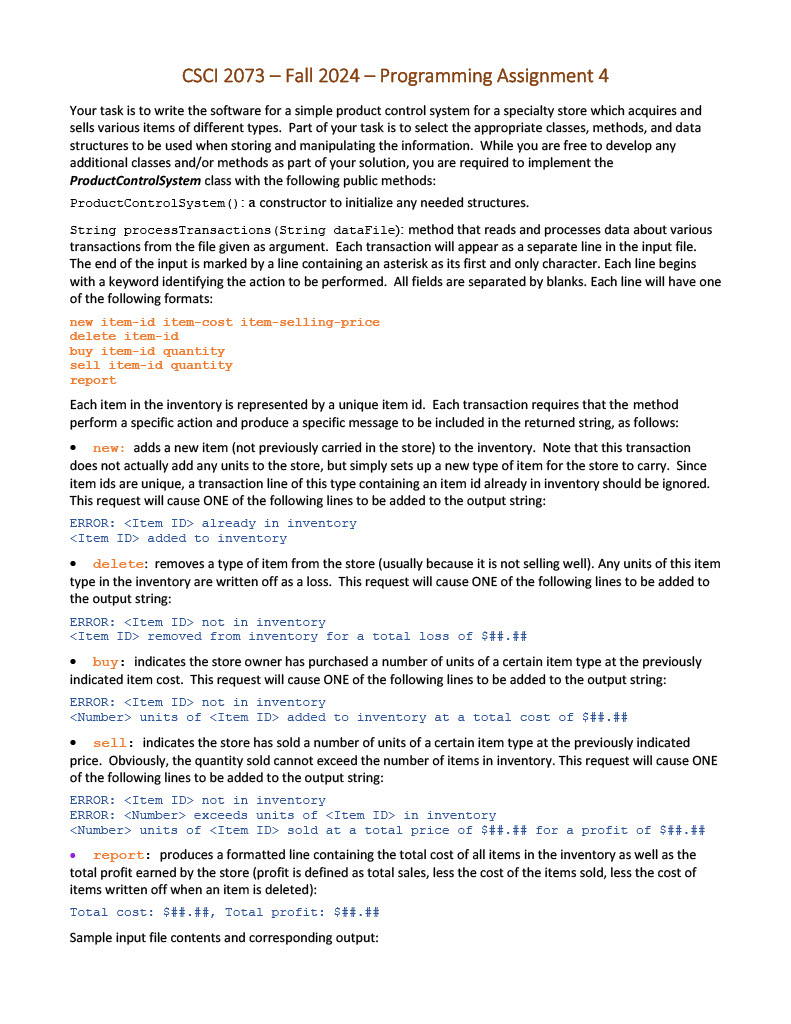 CSCI 2073 – Fall 2024 – Programming Assignment 4
Your task is to write the software for a simple product control system for a specialty store which acquires and
sells various items of different types. Part of your task is to select the appropriate classes, methods, and data
structures to be used when storing and manipulating the information. While you are free to develop any
additional classes and/or methods as part of your solution, you are required to implement the
ProductControlSystem class with the following public methods:
ProductControlSystem(): a constructor to initialize any needed structures.
String processTransactions(String dataFile): method that reads and processes data about various
transactions from the file given as argument. Each transaction will appear as a separate line in the input file.
The end of the input is marked by a line containing an asterisk as its first and only character. Each line begins
with a keyword identifying the action to be performed. All fields are separated by blanks. Each line will have one
of the following formats:
new item-id item-cost item-selling-price
delete item-id
buy item-id quantity
sell item-id quantity
report
Each item in the inventory is represented by a unique item id. Each transaction requires that the method
perform a specific action and produce a specific message to be included in the returned string, as follows:
• new: adds a new item (not previously carried in the store) to the inventory. Note that this transaction
does not actually add any units to the store, but simply sets up a new type of item for the store to carry. Since
item ids are unique, a transaction line of this type containing an item id already in inventory should be ignored.
This request will cause ONE of the following lines to be added to the output string:
ERROR: <Item ID> already in inventory
<Item ID> added to inventory
• delete: removes a type of item from the store (usually because it is not selling well). Any units of this item
type in the inventory are written off as a loss. This request will cause ONE of the following lines to be added to
the output string:
ERROR: <Item ID> not in inventory
<Item ID> removed from inventory for a total loss of $##.##
• buy: indicates the store owner has purchased a number of units of a certain item type at the previously
indicated item cost. This request will cause ONE of the following lines to be added to the output string:
ERROR: <Item ID> not in inventory
<Number> units of <Item ID> added to inventory at a total cost of $##.##
• sell: indicates the store has sold a number of units of a certain item type at the previously indicated
price. Obviously, the quantity sold cannot exceed the number of items in inventory. This request will cause ONE
of the following lines to be added to the output string:
ERROR: <Item ID> not in inventory
ERROR: <Number> exceeds units of <Item ID> in inventory
<Number> units of <Item ID> sold at a total price of $##.## for a profit of $##.##
• report: produces a formatted line containing the total cost of all items in the inventory as well as the
total profit earned by the store (profit is defined as total sales, less the cost of the items sold, less the cost of
items written off when an item is deleted):
Total cost: $##.##, Total profit: $##.##
Sample input file contents and corresponding output: